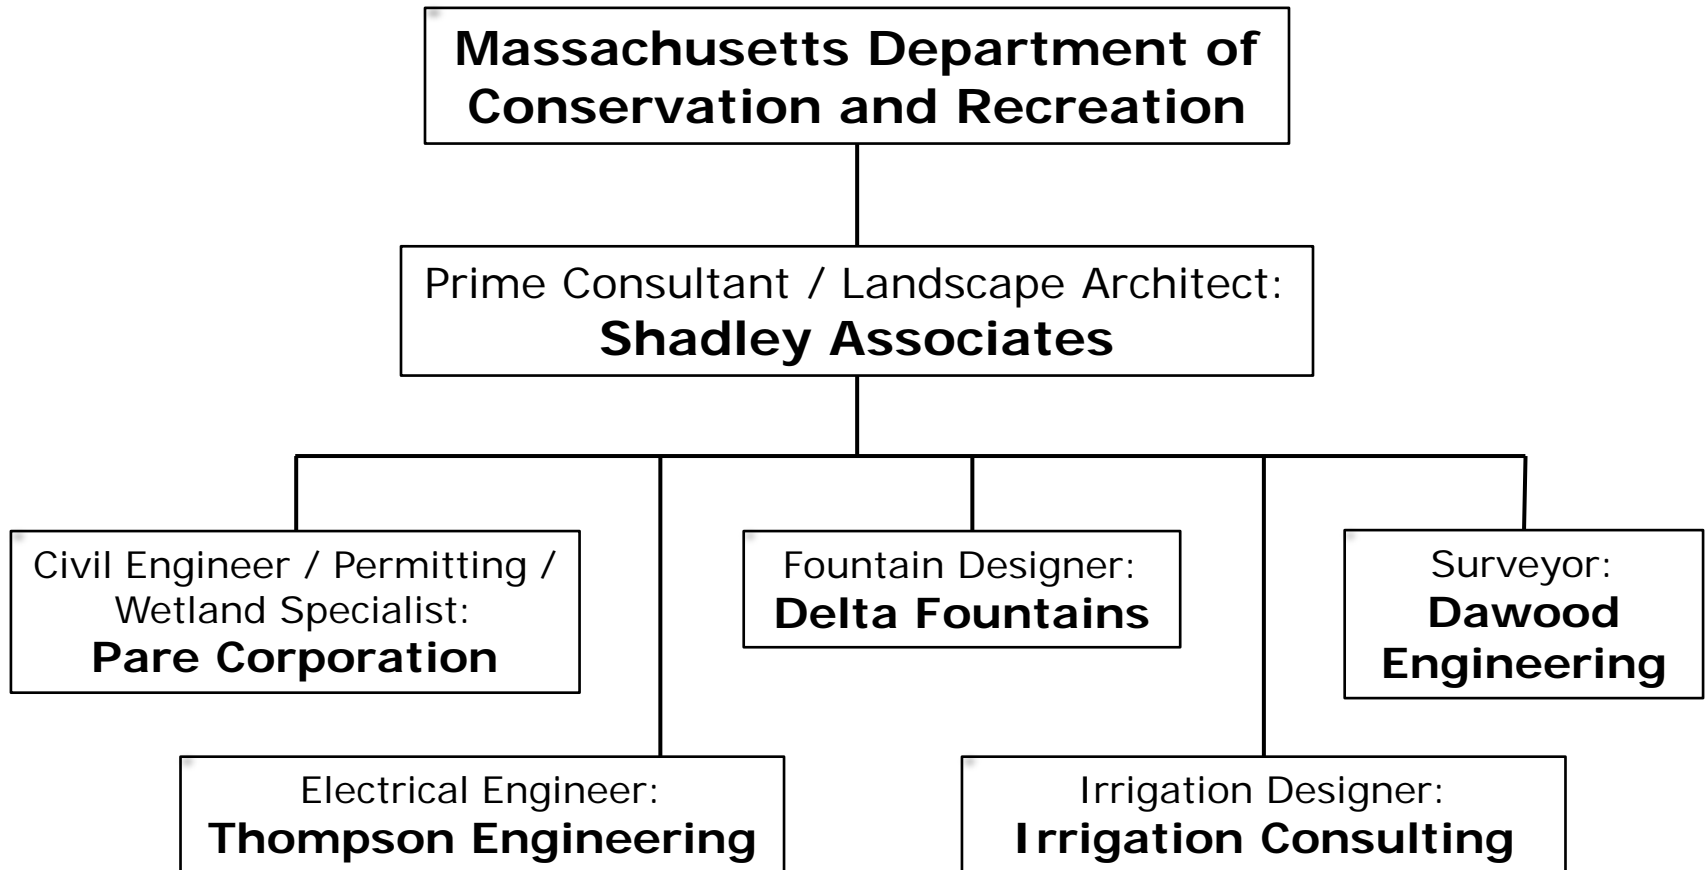 Massachusetts Department of
Conservation and Recreation
Prime Consultant / Landscape Architect:
Shadley Associates
Civil Engineer / Permitting /
Wetland Specialist:
Pare Corporation
Fountain Designer:
Delta Fountains
Surveyor:
Dawood
Engineering
Electrical Engineer:
Thompson Engineering
Irrigation Designer:
Irrigation Consulting